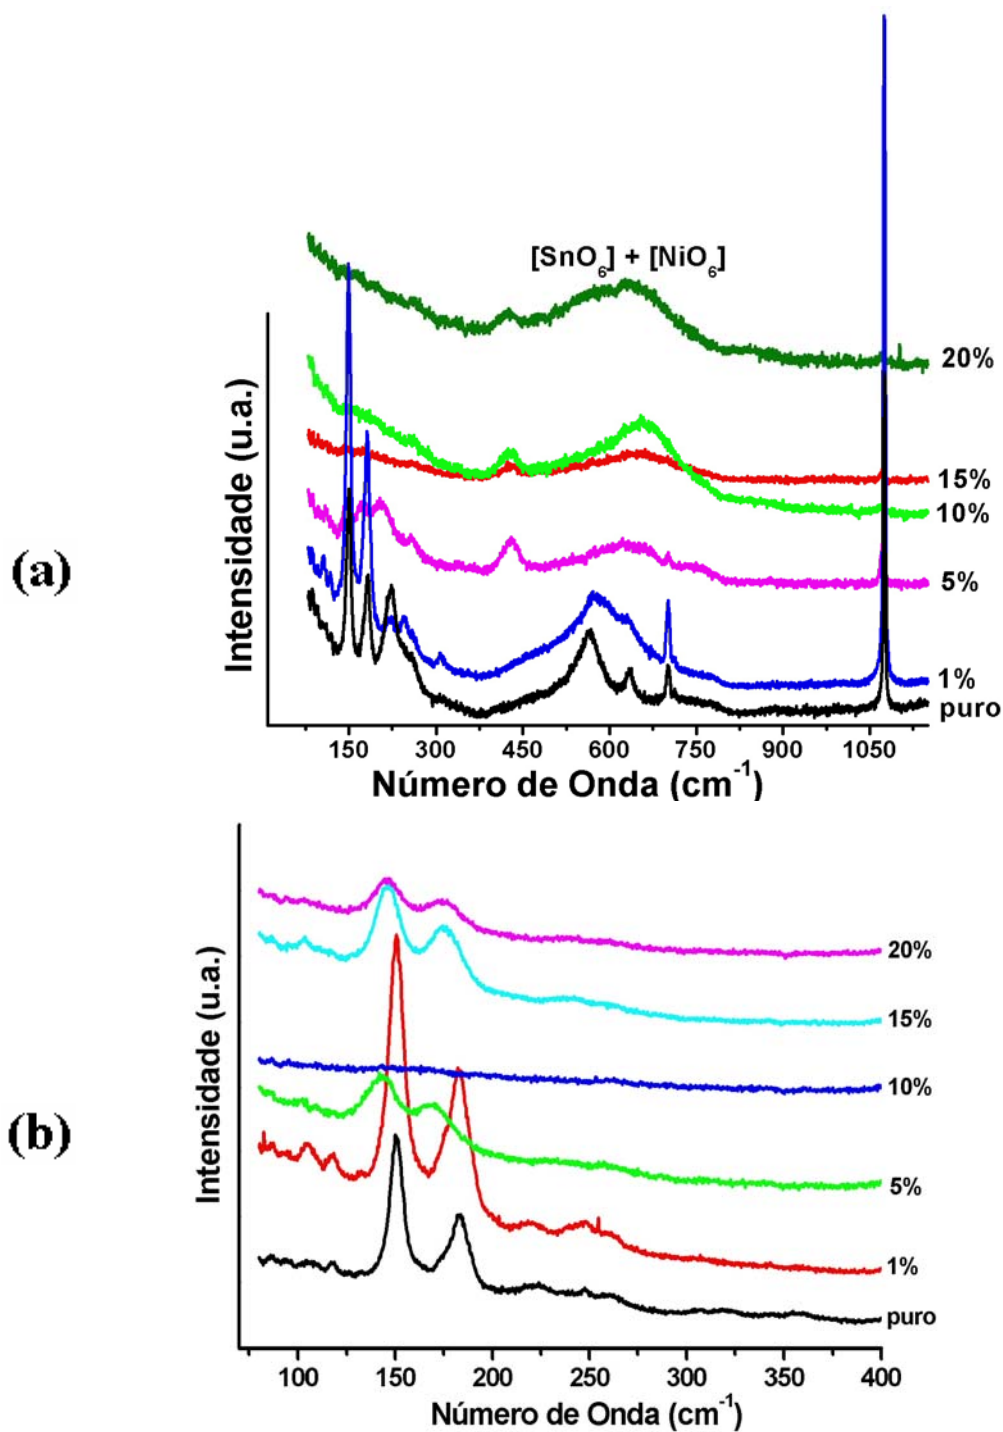 [SnO₆] + [NiO₆]
20%
15%
10%
5%
1%
puro
(a)
Intensidade (u.a.)
150 300 450 600 750 900 1050
Número de Onda (cm⁻¹)
20%
15%
10%
5%
1%
puro
(b)
Intensidade (u.a.)
100 150 200 250 300 350 400
Número de Onda (cm⁻¹)